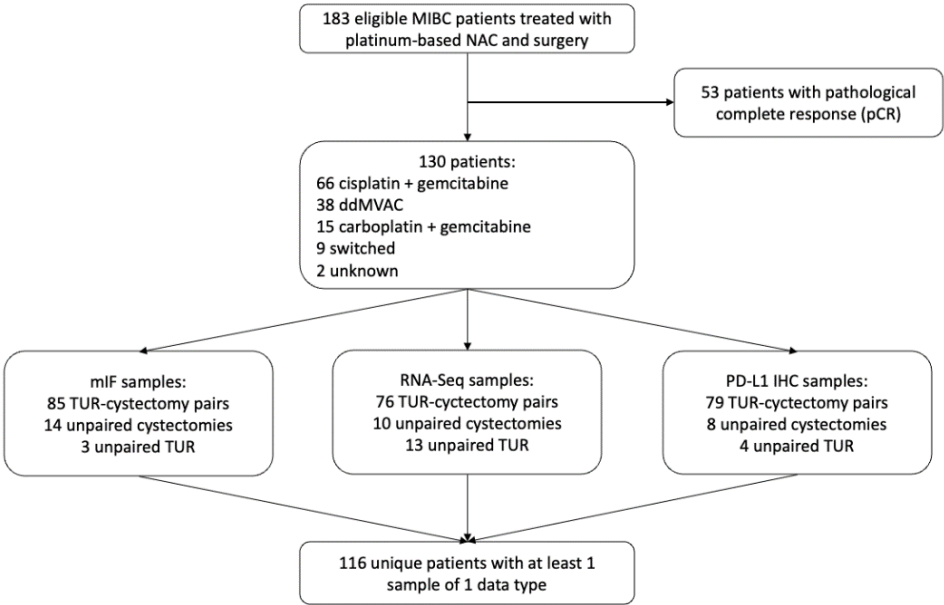 183 eligible MIBC patients treated with
platinum-based NAC and surgery
53 patients with pathological
complete response (pCR)
130 patients:
66 cisplatin + gemcitabine
38 ddMVAC
15 carboplatin + gemcitabine
9 switched
2 unknown
mIF samples:
85 TUR-cystectomy pairs
14 unpaired cystectomies
3 unpaired TUR
RNA-Seq samples:
76 TUR-cyctectomy pairs
10 unpaired cystectomies
13 unpaired TUR
PD-L1 IHC samples:
79 TUR-cyctectomy pairs
8 unpaired cystectomies
4 unpaired TUR
116 unique patients with at least 1
sample of 1 data type